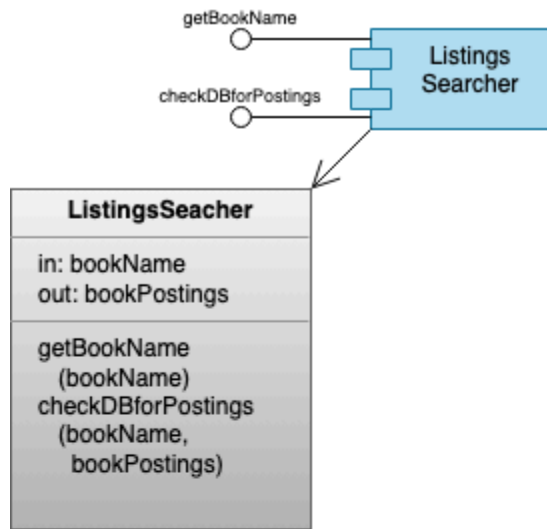 getBookName
Listings
Searcher
checkDBforPostings
ListingsSeacher
in: bookName
out: bookPostings
getBookName
(bookName)
checkDBforPostings
(bookName,
bookPostings)